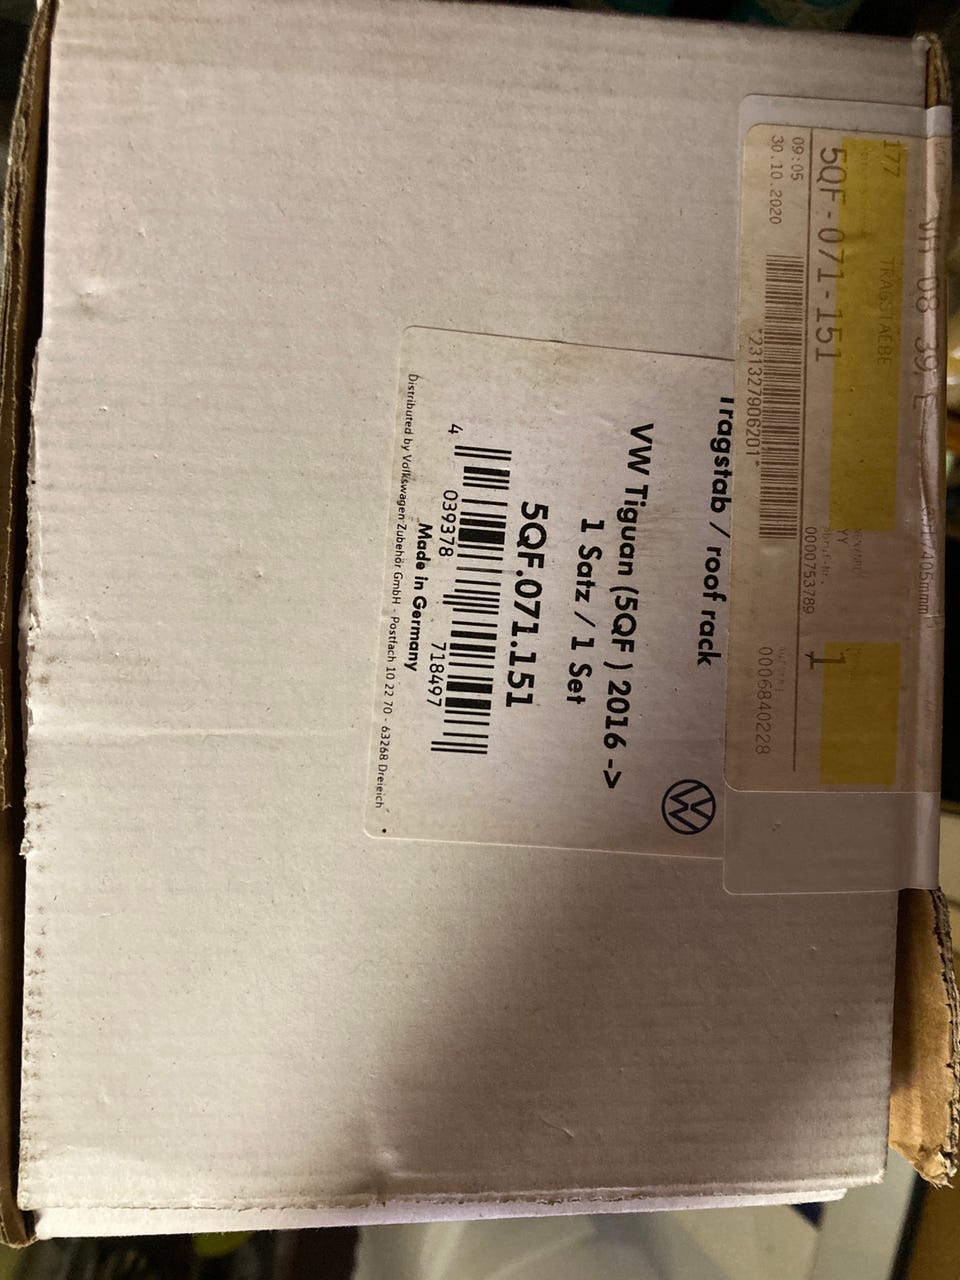 177
TRAGSTAEBE
5QF-071-151
09:05
30.10.2020
*231327906201*
0000753789
1
0006840228
Tragstab / roof rack
VW Tiguan (5QF ) 2016 ->
1 Satz / 1 Set
5QF.071.151
4 039378 718497
Made in Germany
Distributed by Volkswagen Zubehör GmbH - Postfach 10 22 70 - 63268 Dreieich